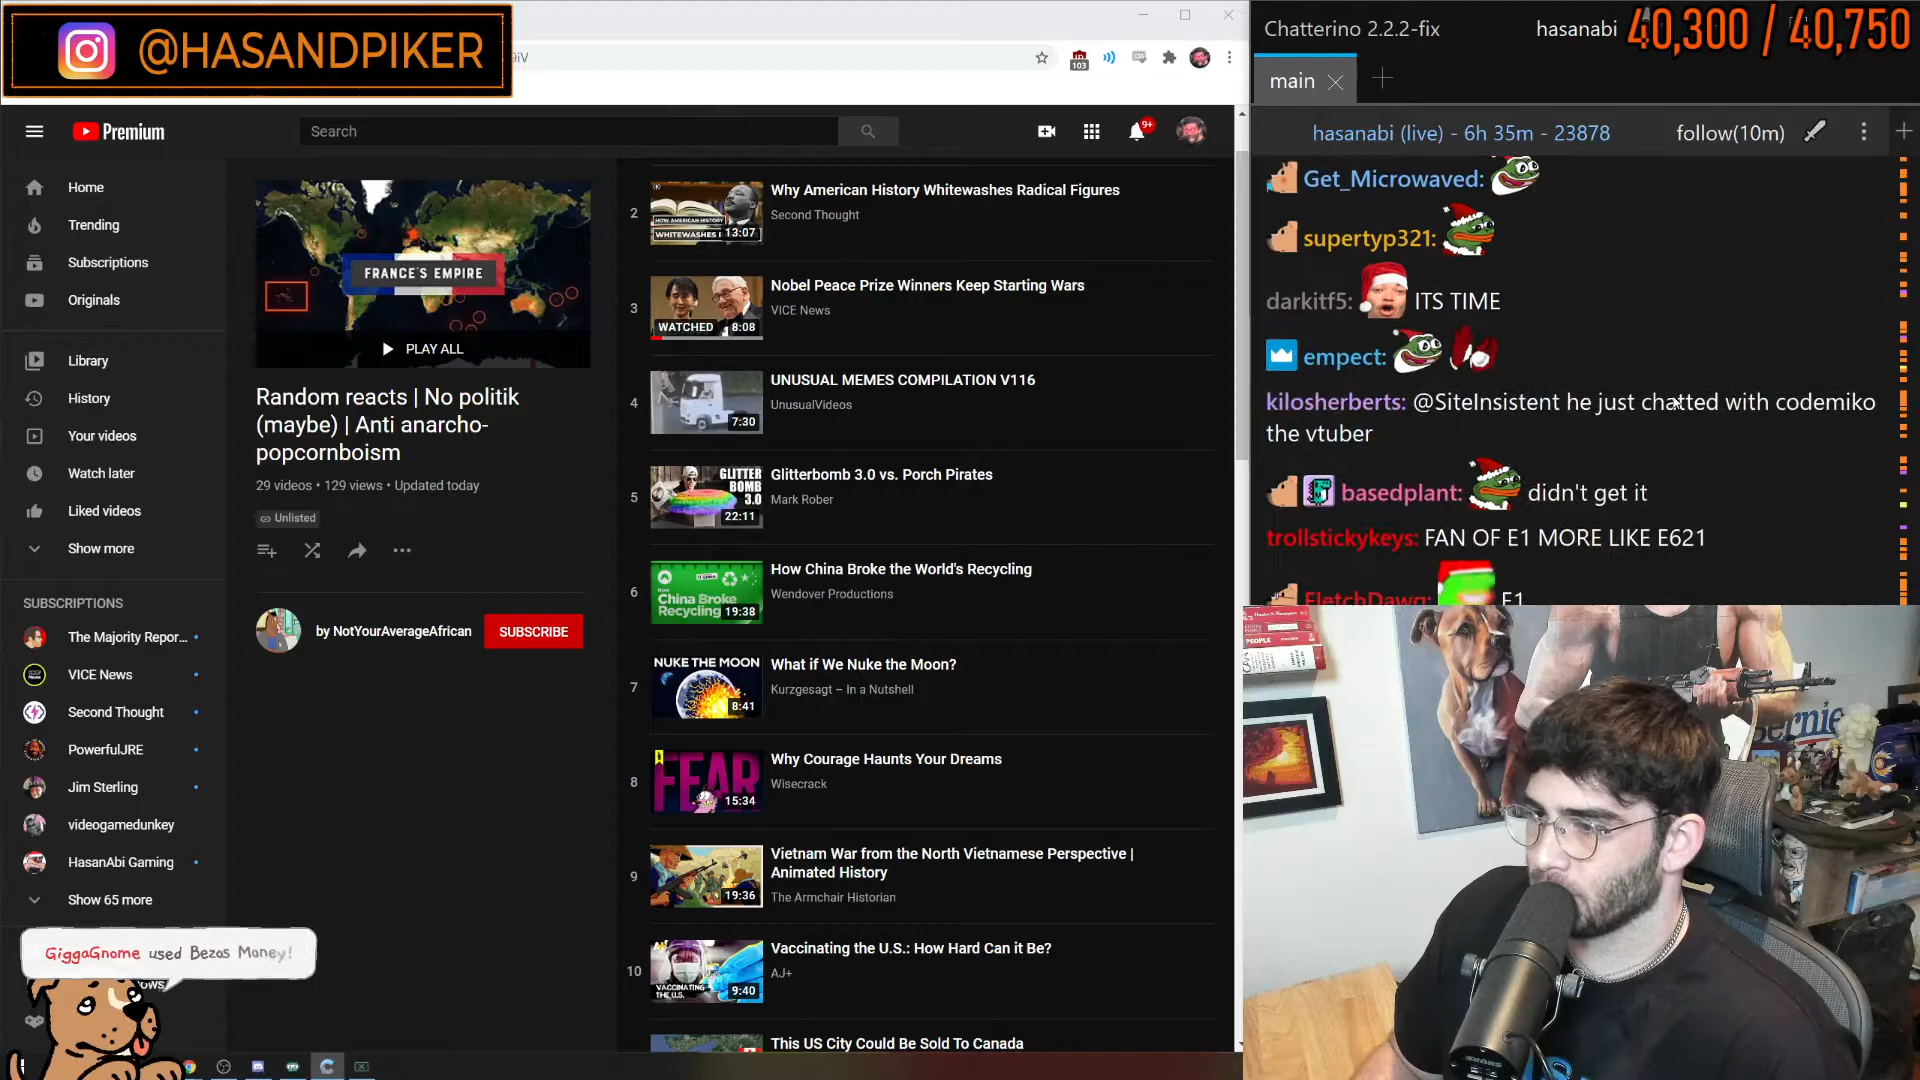 @HASANDPIKER
9iV
103
Chatterino 2.2.2-fix
hasanabi
40,300 / 40,750
main
hasanabi (live) - 6h 35m - 23878
follow(10m)
Premium
Search
9+
Home
Trending
Subscriptions
Originals
Library
History
Your videos
Watch later
Liked videos
Show more
SUBSCRIPTIONS
The Majority Repor...
VICE News
Second Thought
PowerfulJRE
Jim Sterling
videogamedunkey
HasanAbi Gaming
Show 65 more
GiggaGnome used Bezos Money!
FRANCE'S EMPIRE
PLAY ALL
Random reacts | No politik
(maybe) | Anti anarcho-
popcornboism
29 videos • 129 views • Updated today
Unlisted
by NotYourAverageAfrican
SUBSCRIBE
2
13:07
Why American History Whitewashes Radical Figures
Second Thought
3
WATCHED
8:08
Nobel Peace Prize Winners Keep Starting Wars
VICE News
4
7:30
UNUSUAL MEMES COMPILATION V116
UnusualVideos
5
GLITTER
BOMB
3.0
22:11
Glitterbomb 3.0 vs. Porch Pirates
Mark Rober
6
China Broke
Recycling
19:38
How China Broke the World's Recycling
Wendover Productions
7
NUKE THE MOON
8:41
What if We Nuke the Moon?
Kurzgesagt – In a Nutshell
8
FEAR
15:34
Why Courage Haunts Your Dreams
Wisecrack
9
19:36
Vietnam War from the North Vietnamese Perspective |
Animated History
The Armchair Historian
10
VACCINATING
THE U.S.
9:40
Vaccinating the U.S.: How Hard Can it Be?
AJ+
This US City Could Be Sold To Canada
Get_Microwaved:
supertyp321:
darkitf5: ITS TIME
empect:
kilosherberts: @SiteInsistent he just chatted with codemiko
the vtuber
basedplant: didn't get it
trollstickykeys: FAN OF E1 MORE LIKE E621
FletchDawg: E1
PEOPLE
Bernie